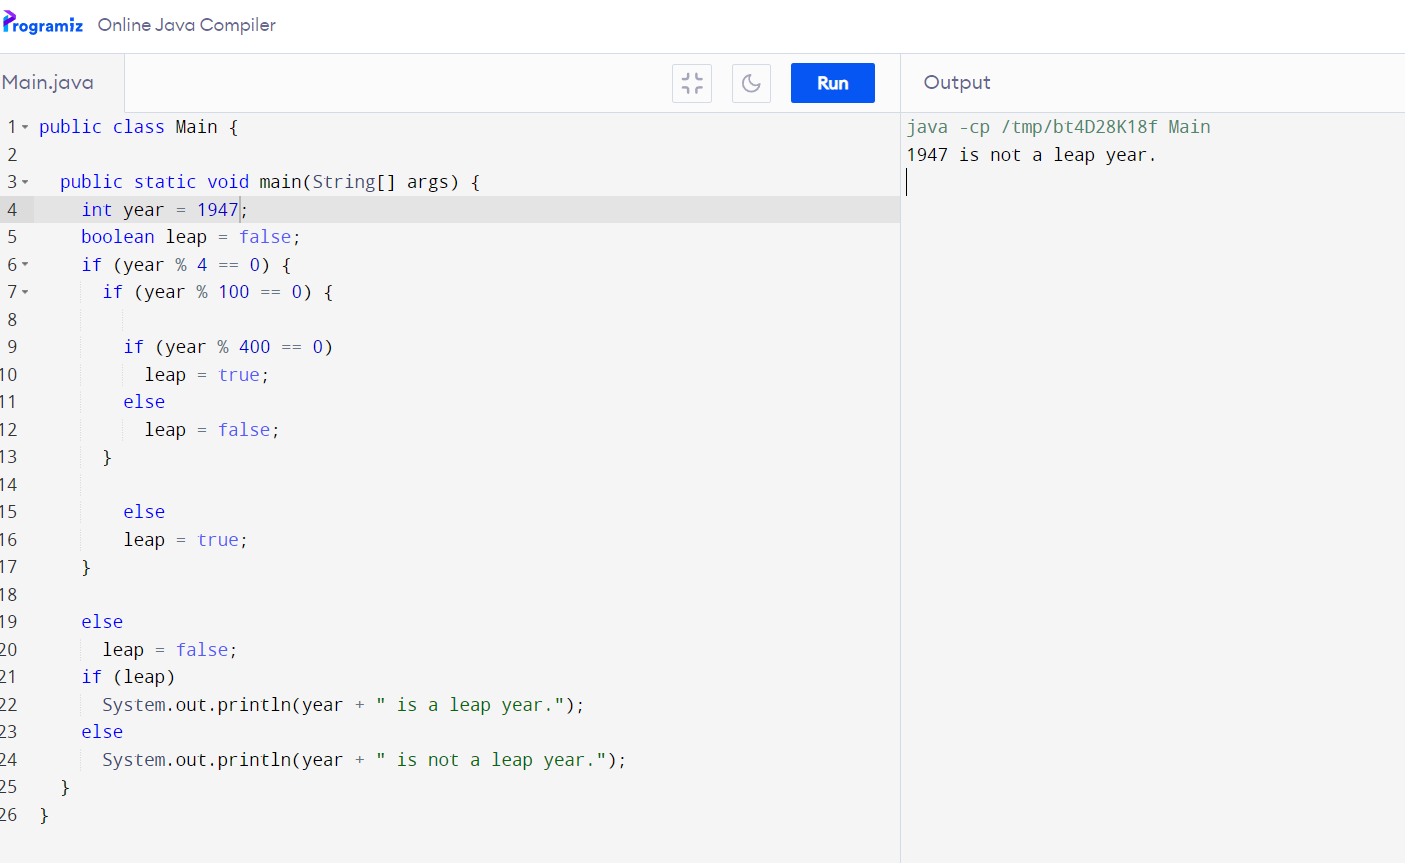 Programiz Online Java Compiler
Main.java
Run
Output
1 public class Main {
2
3 public static void main(String[] args) {
4 int year = 1947;
5 boolean leap = false;
6 if (year % 4 == 0) {
7 if (year % 100 == 0) {
8
9 if (year % 400 == 0)
10 leap = true;
11 else
12 leap = false;
13 }
14
15 else
16 leap = true;
17 }
18
19 else
20 leap = false;
21 if (leap)
22 System.out.println(year + " is a leap year.");
23 else
24 System.out.println(year + " is not a leap year.");
25 }
26 }
java -cp /tmp/bt4D28K18f Main
1947 is not a leap year.